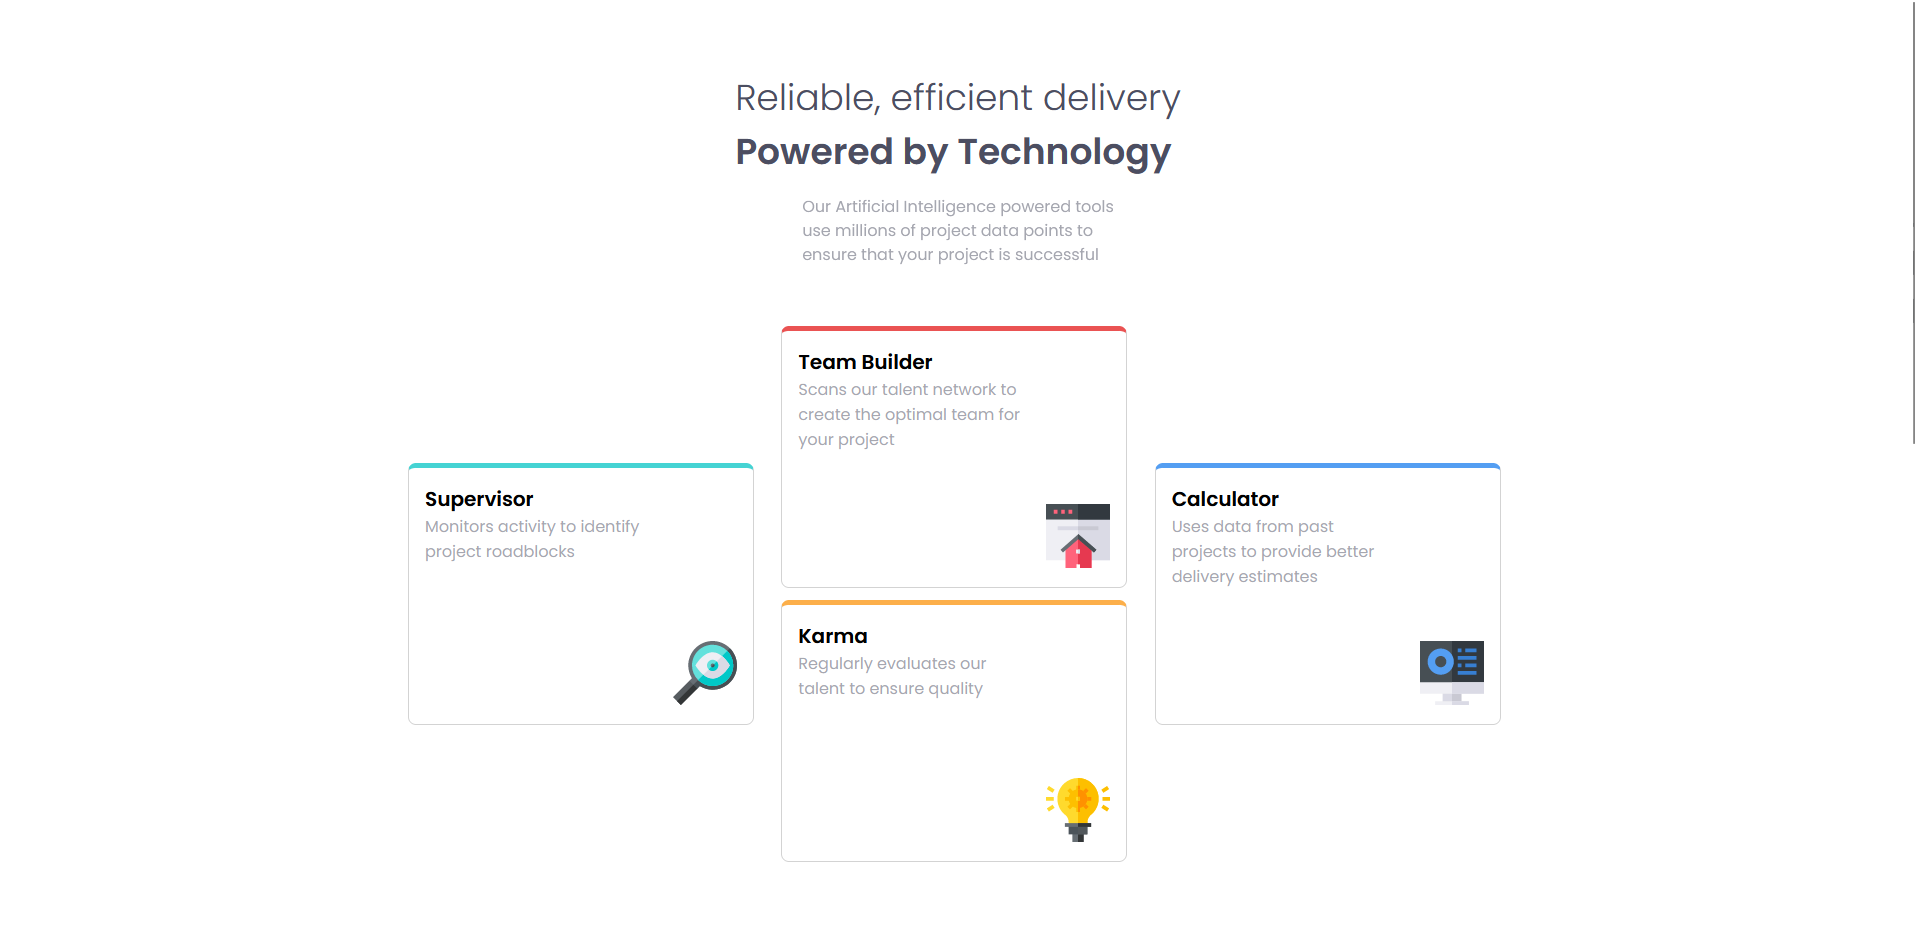 Reliable, efficient delivery
Powered by Technology
Our Artificial Intelligence powered tools
use millions of project data points to
ensure that your project is successful
Team Builder
Scans our talent network to
create the optimal team for
your project
Supervisor
Monitors activity to identify
project roadblocks
Calculator
Uses data from past
projects to provide better
delivery estimates
Karma
Regularly evaluates our
talent to ensure quality